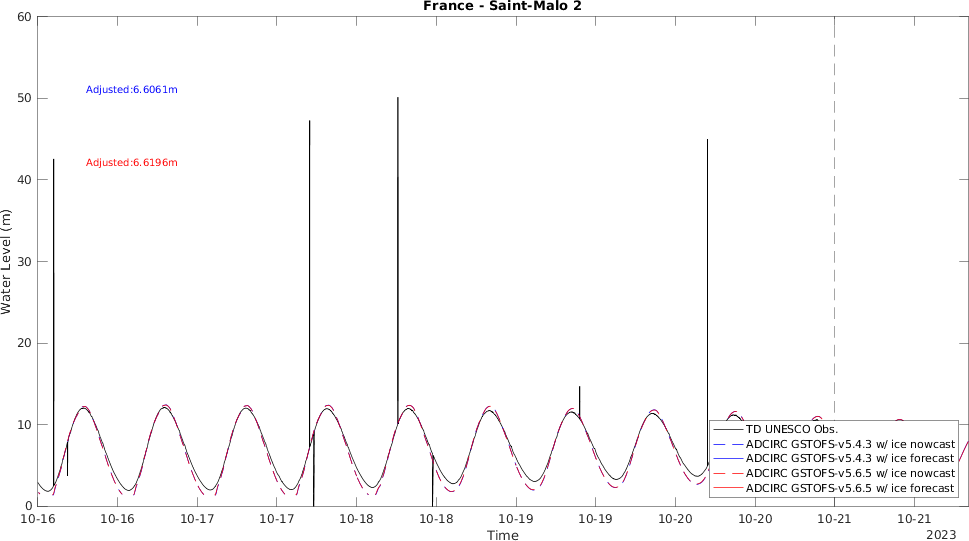 France - Saint-Malo 2
60
50
40
30
20
10
0
Water Level (m)
Adjusted:6.6061m
Adjusted:6.6196m
TD UNESCO Obs.
ADCIRC GSTOFS-v5.4.3 w/ ice nowcast
ADCIRC GSTOFS-v5.4.3 w/ ice forecast
ADCIRC GSTOFS-v5.6.5 w/ ice nowcast
ADCIRC GSTOFS-v5.6.5 w/ ice forecast
10-16 10-16 10-17 10-17 10-18 10-18 10-19 10-19 10-20 10-20 10-21 10-21
Time
2023